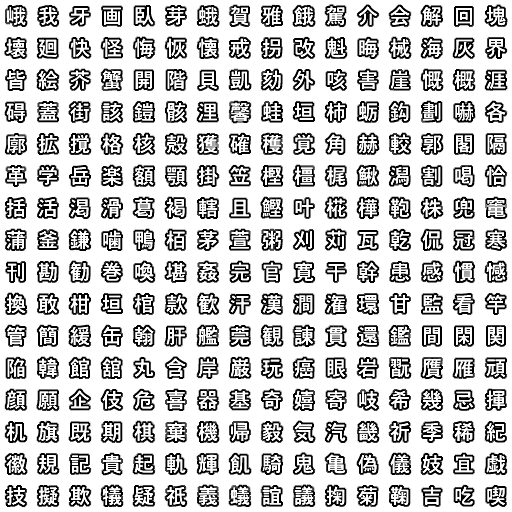 峨我牙画臥芽蛾賀雅餓駕介会解回塊
壊廻快怪悔恢懐戒拐改魁晦械海灰界
皆絵芥蟹開階貝凱劾外咳害崖慨概涯
碍蓋街該鎧骸浬馨蛙垣柿蛎鈎劃嚇各
廓拡撹格核殻獲確穫覚角赫較郭閣隔
革学岳楽額顎掛笠樫橿梶鰍潟割喝恰
括活渇滑葛褐轄且鰹叶椛樺鞄株兜竃
蒲釜鎌噛鴨栢茅萱粥刈苅瓦乾侃冠寒
刊勘勧巻喚堪姦完官寛干幹患感慣憾
換敢柑垣棺款歓汗漢澗潅環甘監看竿
管簡緩缶翰肝艦莞観諌貫還鑑間閑関
陥韓館舘丸含岸巌玩癌眼岩翫贋雁頑
顔願企伎危喜器基奇嬉寄岐希幾忌揮
机旗既期棋棄機帰毅気汽畿祈季稀紀
徽規記貴起軌輝飢騎鬼亀偽儀妓宜戯
技擬欺犠疑祇義蟻誼議掬菊鞠吉吃喫